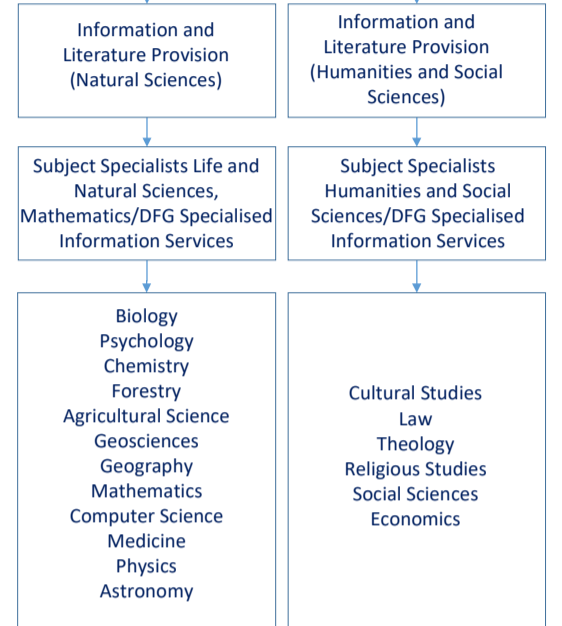 Information and
Literature Provision
(Natural Sciences)
Information and
Literature Provision
(Humanities and Social
Sciences)
Subject Specialists Life and
Natural Sciences,
Mathematics/DFG Specialised
Information Services
Subject Specialists
Humanities and Social
Sciences/DFG Specialised
Information Services
Biology
Psychology
Chemistry
Forestry
Agricultural Science
Geosciences
Geography
Mathematics
Computer Science
Medicine
Physics
Astronomy
Cultural Studies
Law
Theology
Religious Studies
Social Sciences
Economics